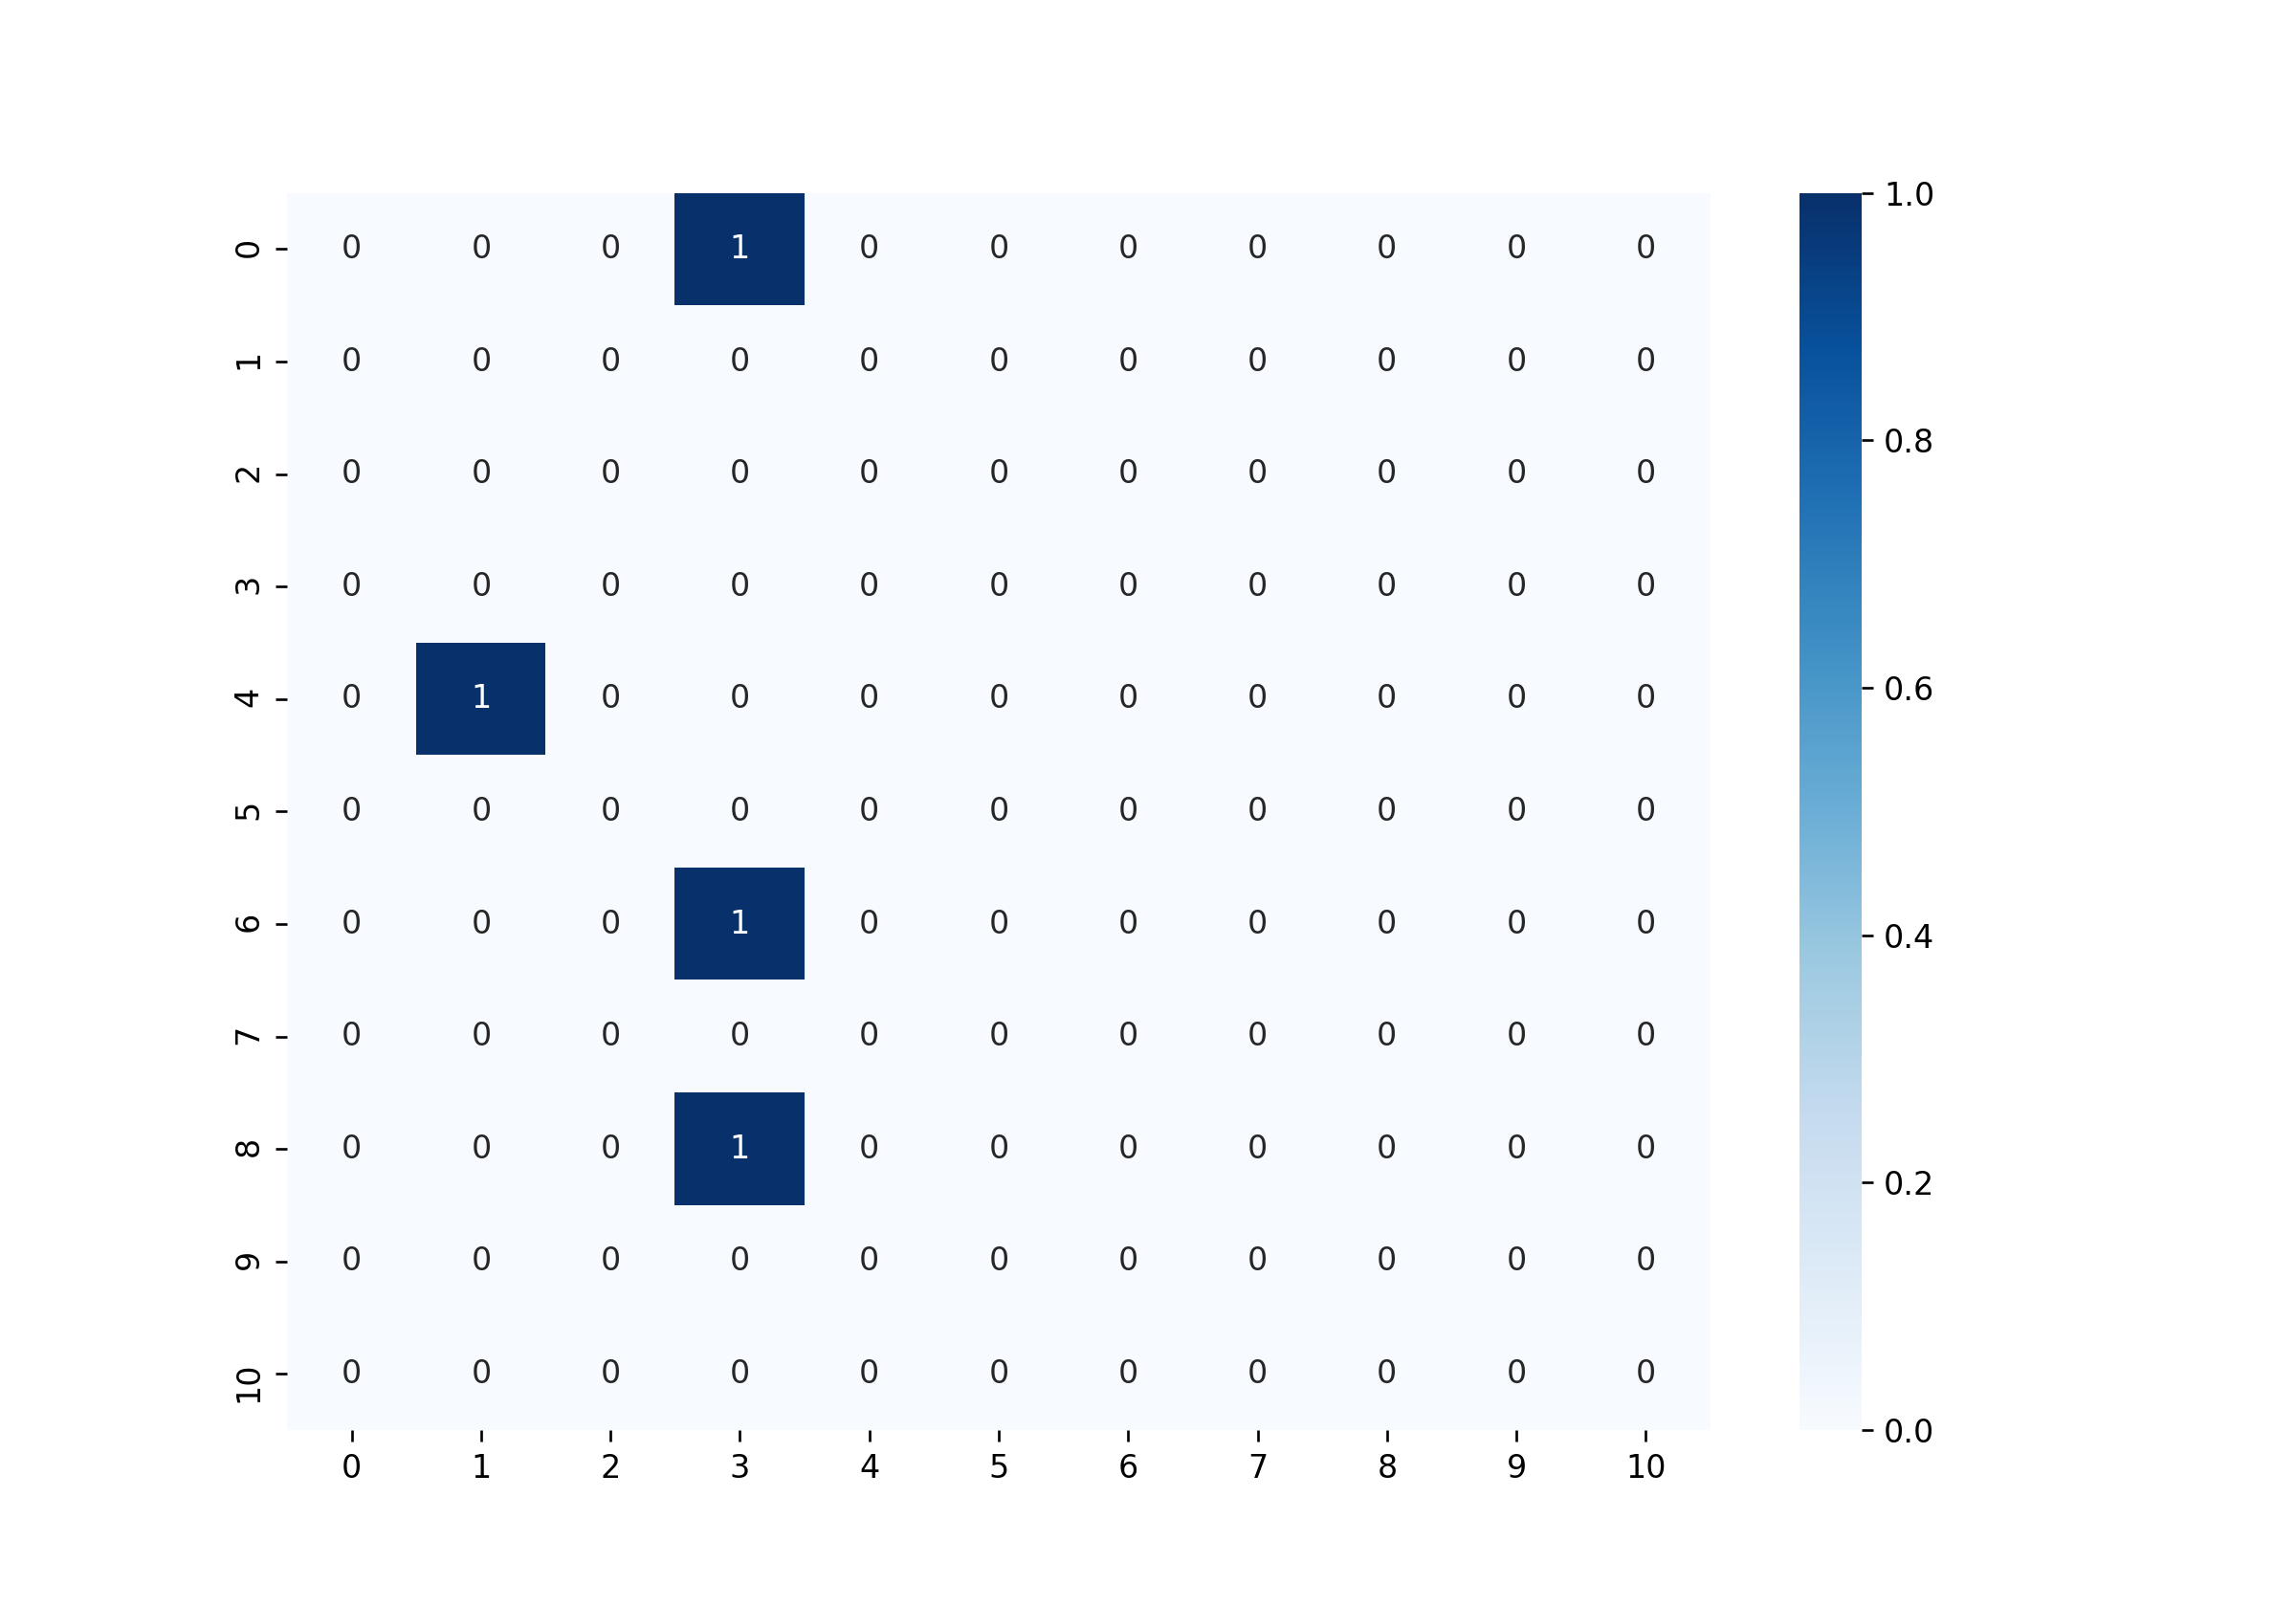 0 0 0 0 1 0 0 0 0 0 0 0
1 0 0 0 0 0 0 0 0 0 0 0
2 0 0 0 0 0 0 0 0 0 0 0
3 0 0 0 0 0 0 0 0 0 0 0
4 0 1 0 0 0 0 0 0 0 0 0
5 0 0 0 0 0 0 0 0 0 0 0
6 0 0 0 1 0 0 0 0 0 0 0
7 0 0 0 0 0 0 0 0 0 0 0
8 0 0 0 1 0 0 0 0 0 0 0
9 0 0 0 0 0 0 0 0 0 0 0
10 0 0 0 0 0 0 0 0 0 0 0
0 1 2 3 4 5 6 7 8 9 10
1.0
0.8
0.6
0.4
0.2
0.0